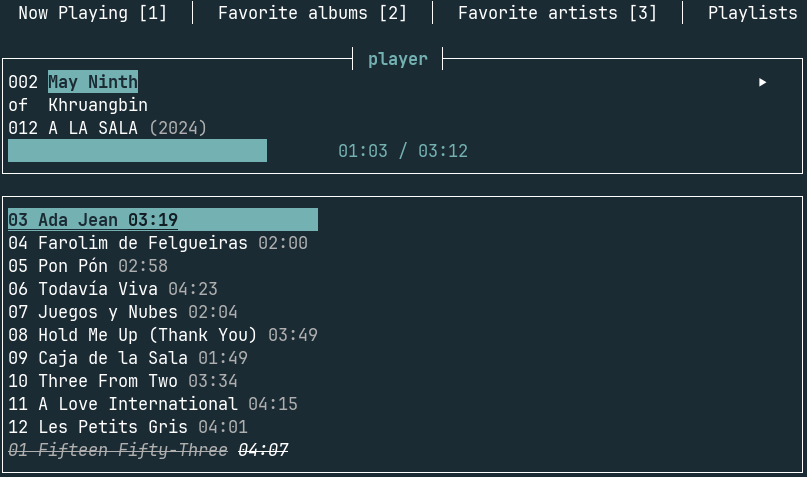 Now Playing [1] │ Favorite albums [2] │ Favorite artists [3] │ Playlists
player
002 May Ninth ▶
of Khruangbin
012 A LA SALA (2024)
01:03 / 03:12
03 Ada Jean 03:19
04 Farolim de Felgueiras 02:00
05 Pon Pón 02:58
06 Todavía Viva 04:23
07 Juegos y Nubes 02:04
08 Hold Me Up (Thank You) 03:49
09 Caja de la Sala 01:49
10 Three From Two 03:34
11 A Love International 04:15
12 Les Petits Gris 04:01
01 Fifteen Fifty-Three 04:07